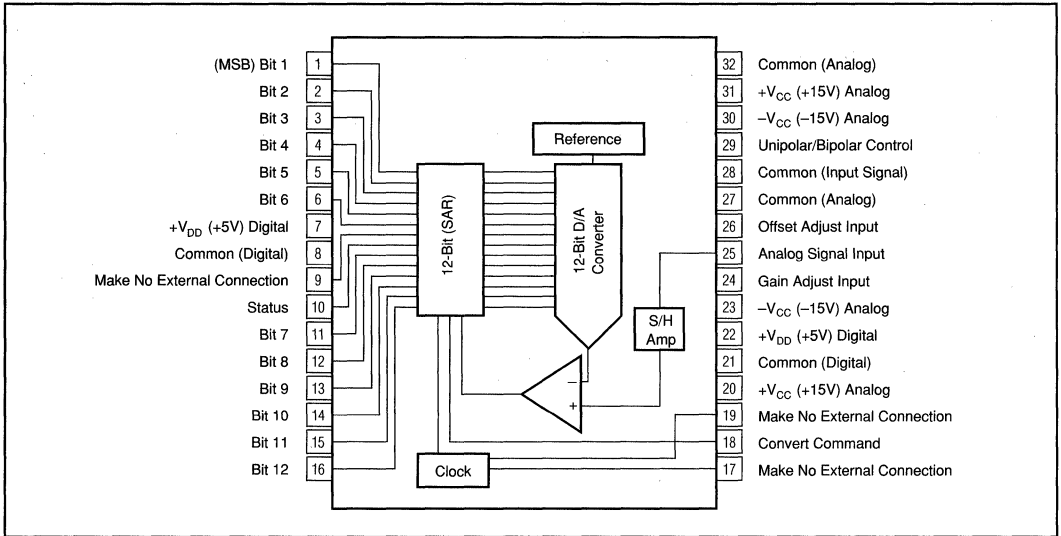 (MSB) Bit 1 1
Bit 2 2
Bit 3 3
Bit 4 4
Bit 5 5
Bit 6 6
+VDD (+5V) Digital 7
Common (Digital) 8
Make No External Connection 9
Status 10
Bit 7 11
Bit 8 12
Bit 9 13
Bit 10 14
Bit 11 15
Bit 12 16
12-Bit (SAR)
Reference
12-Bit D/A
Converter
S/H
Amp
–
+
Clock
32 Common (Analog)
31 +VCC (+15V) Analog
30 –VCC (–15V) Analog
29 Unipolar/Bipolar Control
28 Common (Input Signal)
27 Common (Analog)
26 Offset Adjust Input
25 Analog Signal Input
24 Gain Adjust Input
23 –VCC (–15V) Analog
22 +VDD (+5V) Digital
21 Common (Digital)
20 +VCC (+15V) Analog
19 Make No External Connection
18 Convert Command
17 Make No External Connection